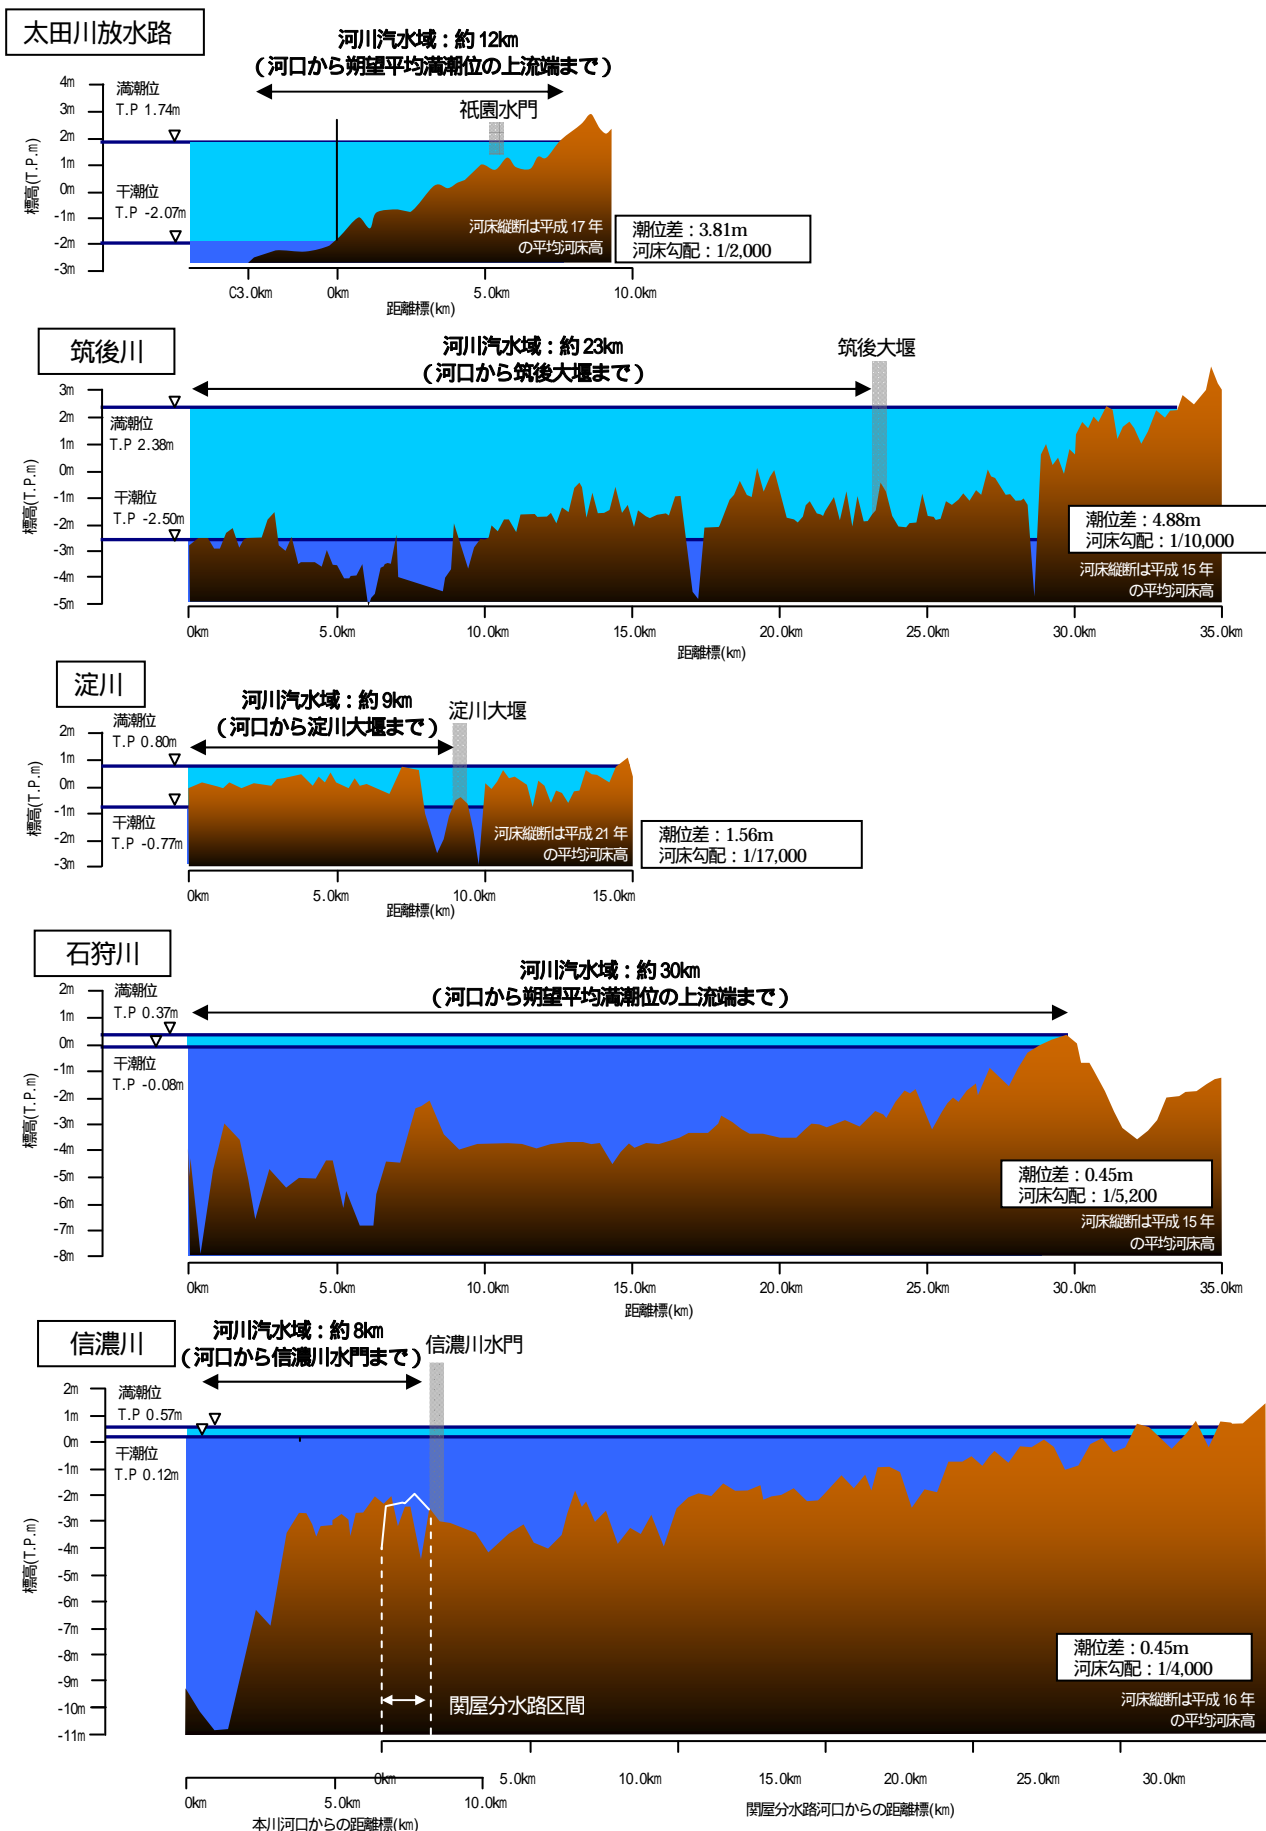 太田川放水路
河川汽水域：約12km
（河口から朔望平均満潮位の上流端まで）
祇園水門
4m
3m
2m
1m
0m
-1m
-2m
-3m
標高(T.P.m)
満潮位
T.P 1.74m
干潮位
T.P -2.07m
河床縦断は平成17年
の平均河床高
潮位差：3.81m
河床勾配：1/2,000
C3.0km 0km 5.0km 10.0km
距離標(km)
筑後川
河川汽水域：約23km
（河口から筑後大堰まで）
筑後大堰
3m
2m
1m
0m
-1m
-2m
-3m
-4m
-5m
標高(T.P.m)
満潮位
T.P 2.38m
干潮位
T.P -2.50m
潮位差：4.88m
河床勾配：1/10,000
河床縦断は平成15年
の平均河床高
0km 5.0km 10.0km 15.0km 20.0km 25.0km 30.0km 35.0km
距離標(km)
淀川
河川汽水域：約9km
（河口から淀川大堰まで）
淀川大堰
2m
1m
0m
-1m
-2m
-3m
標高(T.P.m)
満潮位
T.P 0.80m
干潮位
T.P -0.77m
河床縦断は平成21年
の平均河床高
潮位差：1.56m
河床勾配：1/17,000
0km 5.0km 10.0km 15.0km
距離標(km)
石狩川
河川汽水域：約30km
（河口から朔望平均満潮位の上流端まで）
2m
1m
0m
-1m
-2m
-3m
-4m
-5m
-6m
-7m
-8m
標高(T.P.m)
満潮位
T.P 0.37m
干潮位
T.P -0.08m
潮位差：0.45m
河床勾配：1/5,200
河床縦断は平成15年
の平均河床高
0km 5.0km 10.0km 15.0km 20.0km 25.0km 30.0km 35.0km
距離標(km)
信濃川
河川汽水域：約8km
（河口から信濃川水門まで）
信濃川水門
2m
1m
0m
-1m
-2m
-3m
-4m
-5m
-6m
-7m
-8m
-9m
-10m
-11m
標高(T.P.m)
満潮位
T.P 0.57m
干潮位
T.P 0.12m
関屋分水路区間
潮位差：0.45m
河床勾配：1/4,000
河床縦断は平成16年
の平均河床高
0km 5.0km 10.0km 15.0km 20.0km 25.0km 30.0km
関屋分水路河口からの距離標(km)
0km 5.0km 10.0km
本川河口からの距離標(km)